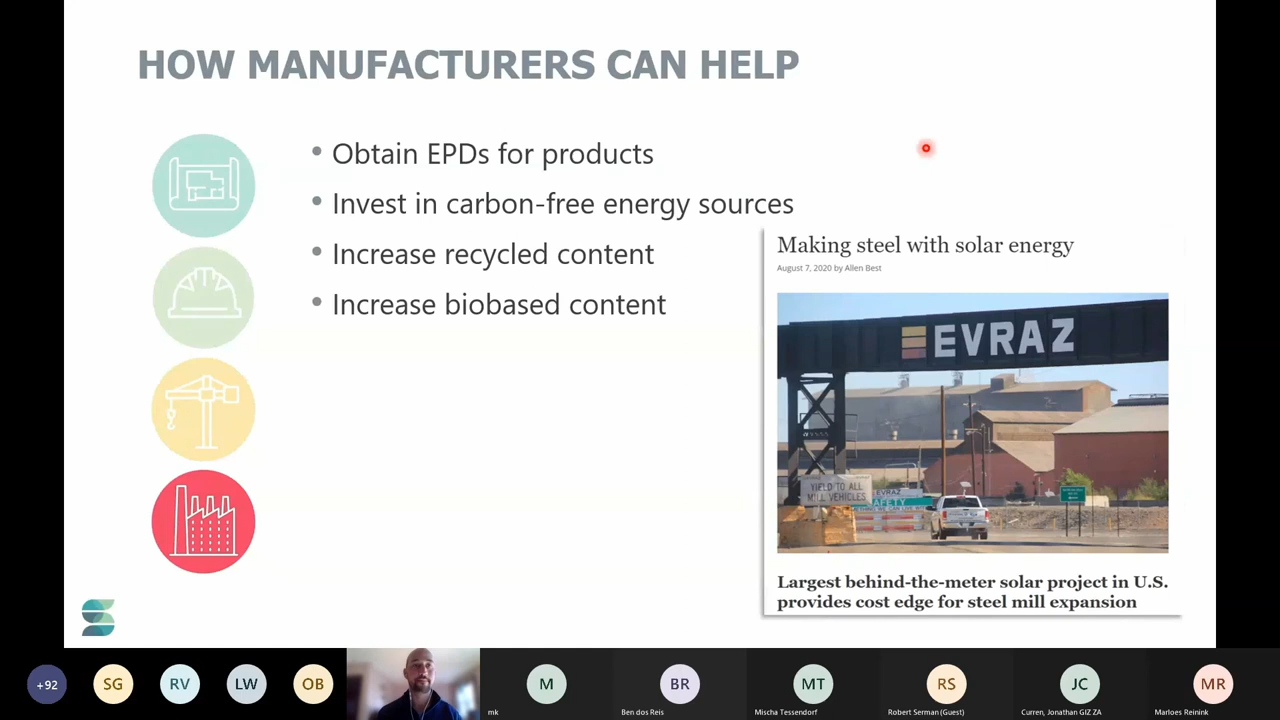 HOW MANUFACTURERS CAN HELP
• Obtain EPDs for products
• Invest in carbon-free energy sources
• Increase recycled content
• Increase biobased content
Making steel with solar energy
August 7, 2020 by Allen Best
EVRAZ
YIELD TO ALL
MILL VEHICLES
EVRAZ
SAFETY
Largest behind-the-meter solar project in U.S.
provides cost edge for steel mill expansion
+92
SG
RV
LW
OB
M
BR
MT
RS
JC
MR
mk
Ben dos Reis
Mischa Tessendorf
Robert Serman (Guest)
Curren, Jonathan GIZ ZA
Marloes Reinink